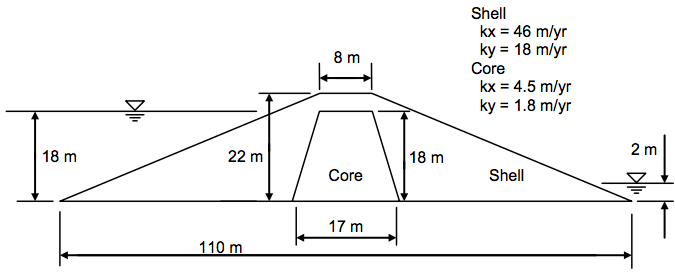 Shell
kx = 46 m/yr
ky = 18 m/yr
Core
kx = 4.5 m/yr
ky = 1.8 m/yr
8 m
18 m
22 m
18 m
2 m
Core
Shell
17 m
110 m